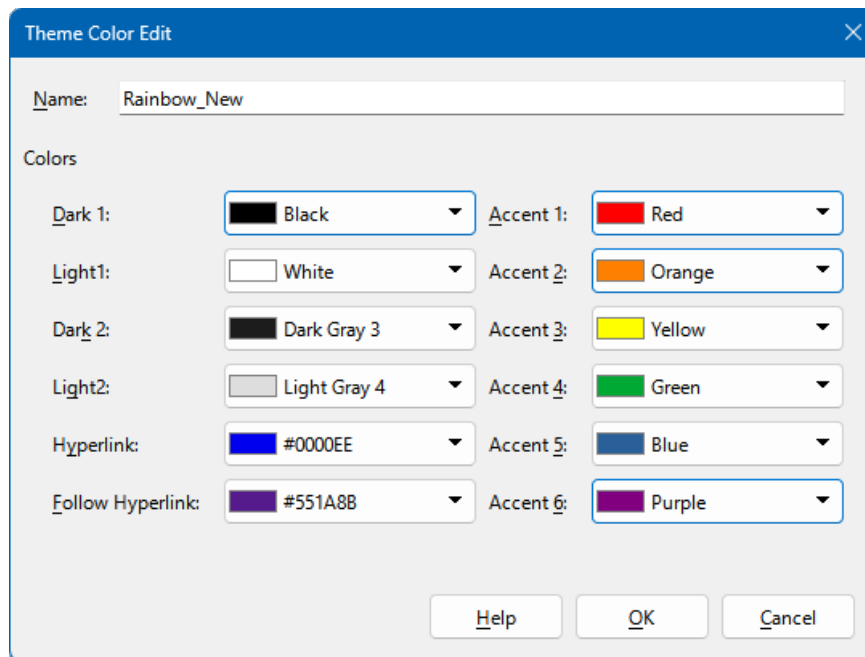 Theme Color Edit
Name: Rainbow_New
Colors
Dark 1: Black Accent 1: Red
Light1: White Accent 2: Orange
Dark 2: Dark Gray 3 Accent 3: Yellow
Light2: Light Gray 4 Accent 4: Green
Hyperlink: #0000EE Accent 5: Blue
Follow Hyperlink: #551A8B Accent 6: Purple
Help OK Cancel